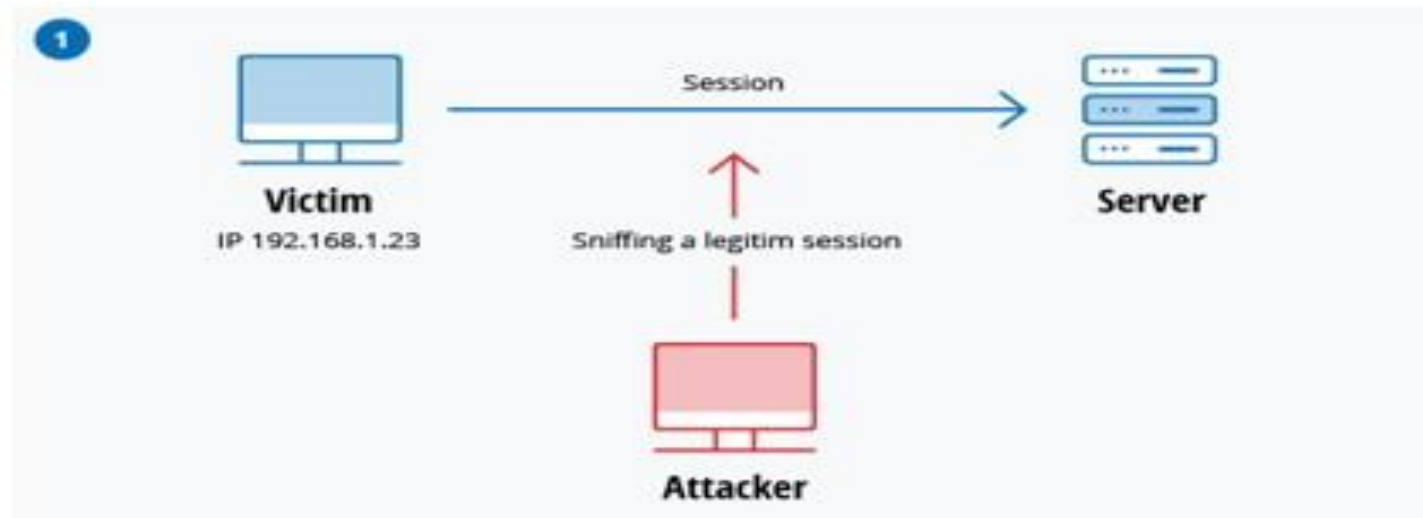 1
Session
Victim
IP 192.168.1.23
Server
Sniffing a legitim session
Attacker